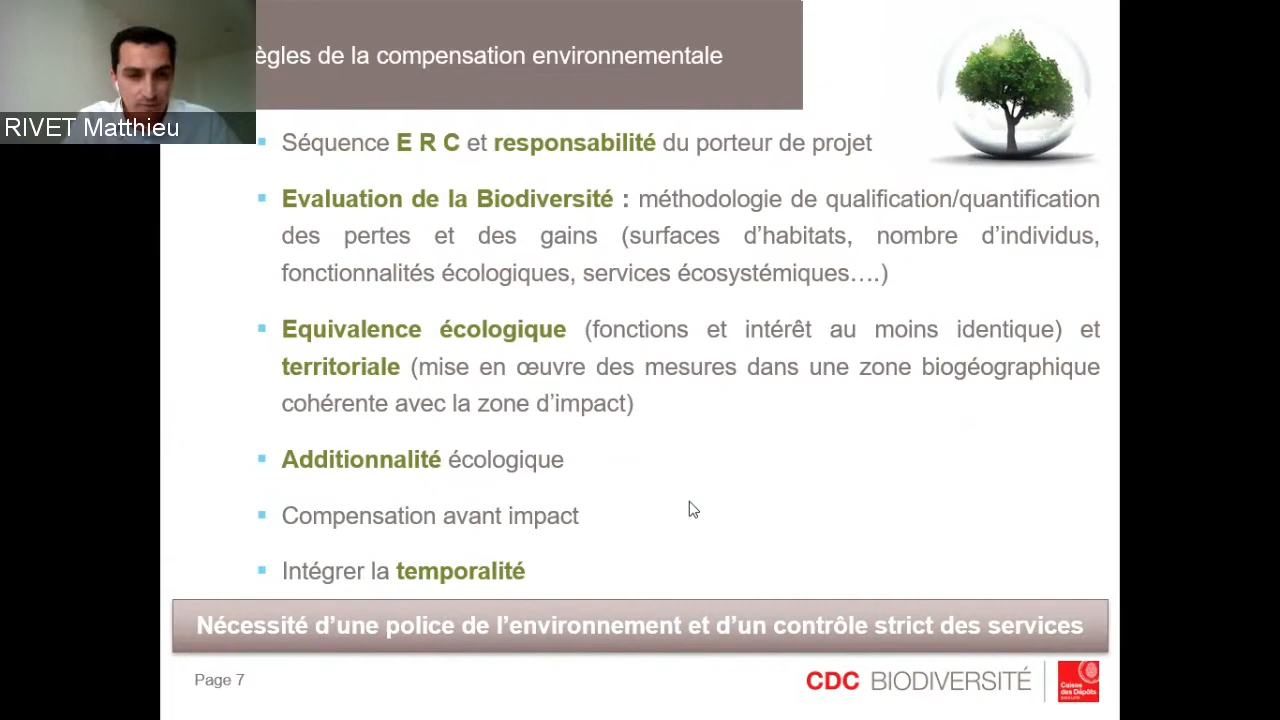 ègles de la compensation environnementale
RIVET Matthieu
Séquence E R C et responsabilité du porteur de projet
Evaluation de la Biodiversité : méthodologie de qualification/quantification
des pertes et des gains (surfaces d’habitats, nombre d’individus,
fonctionnalités écologiques, services écosystémiques….)
Equivalence écologique (fonctions et intérêt au moins identique) et
territoriale (mise en œuvre des mesures dans une zone biogéographique
cohérente avec la zone d’impact)
Additionnalité écologique
Compensation avant impact
Intégrer la temporalité
Nécessité d’une police de l’environnement et d’un contrôle strict des services
Page 7
CDC BIODIVERSITÉ
Caisse
des Dépôts